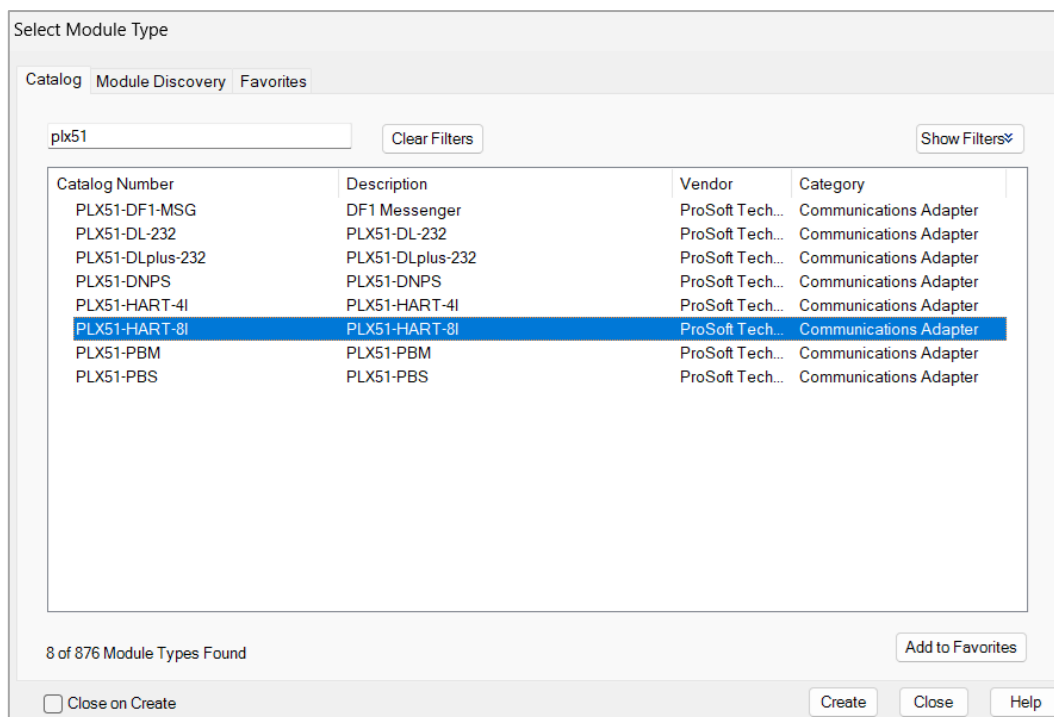 Select Module Type
Catalog Module Discovery Favorites
plx51 Clear Filters Show Filters
Catalog Number Description Vendor Category
PLX51-DF1-MSG DF1 Messenger ProSoft Tech... Communications Adapter
PLX51-DL-232 PLX51-DL-232 ProSoft Tech... Communications Adapter
PLX51-DLplus-232 PLX51-DLplus-232 ProSoft Tech... Communications Adapter
PLX51-DNPS PLX51-DNPS ProSoft Tech... Communications Adapter
PLX51-HART-4I PLX51-HART-4I ProSoft Tech... Communications Adapter
PLX51-HART-8I PLX51-HART-8I ProSoft Tech... Communications Adapter
PLX51-PBM PLX51-PBM ProSoft Tech... Communications Adapter
PLX51-PBS PLX51-PBS ProSoft Tech... Communications Adapter
8 of 876 Module Types Found Add to Favorites
Close on Create Create Close Help